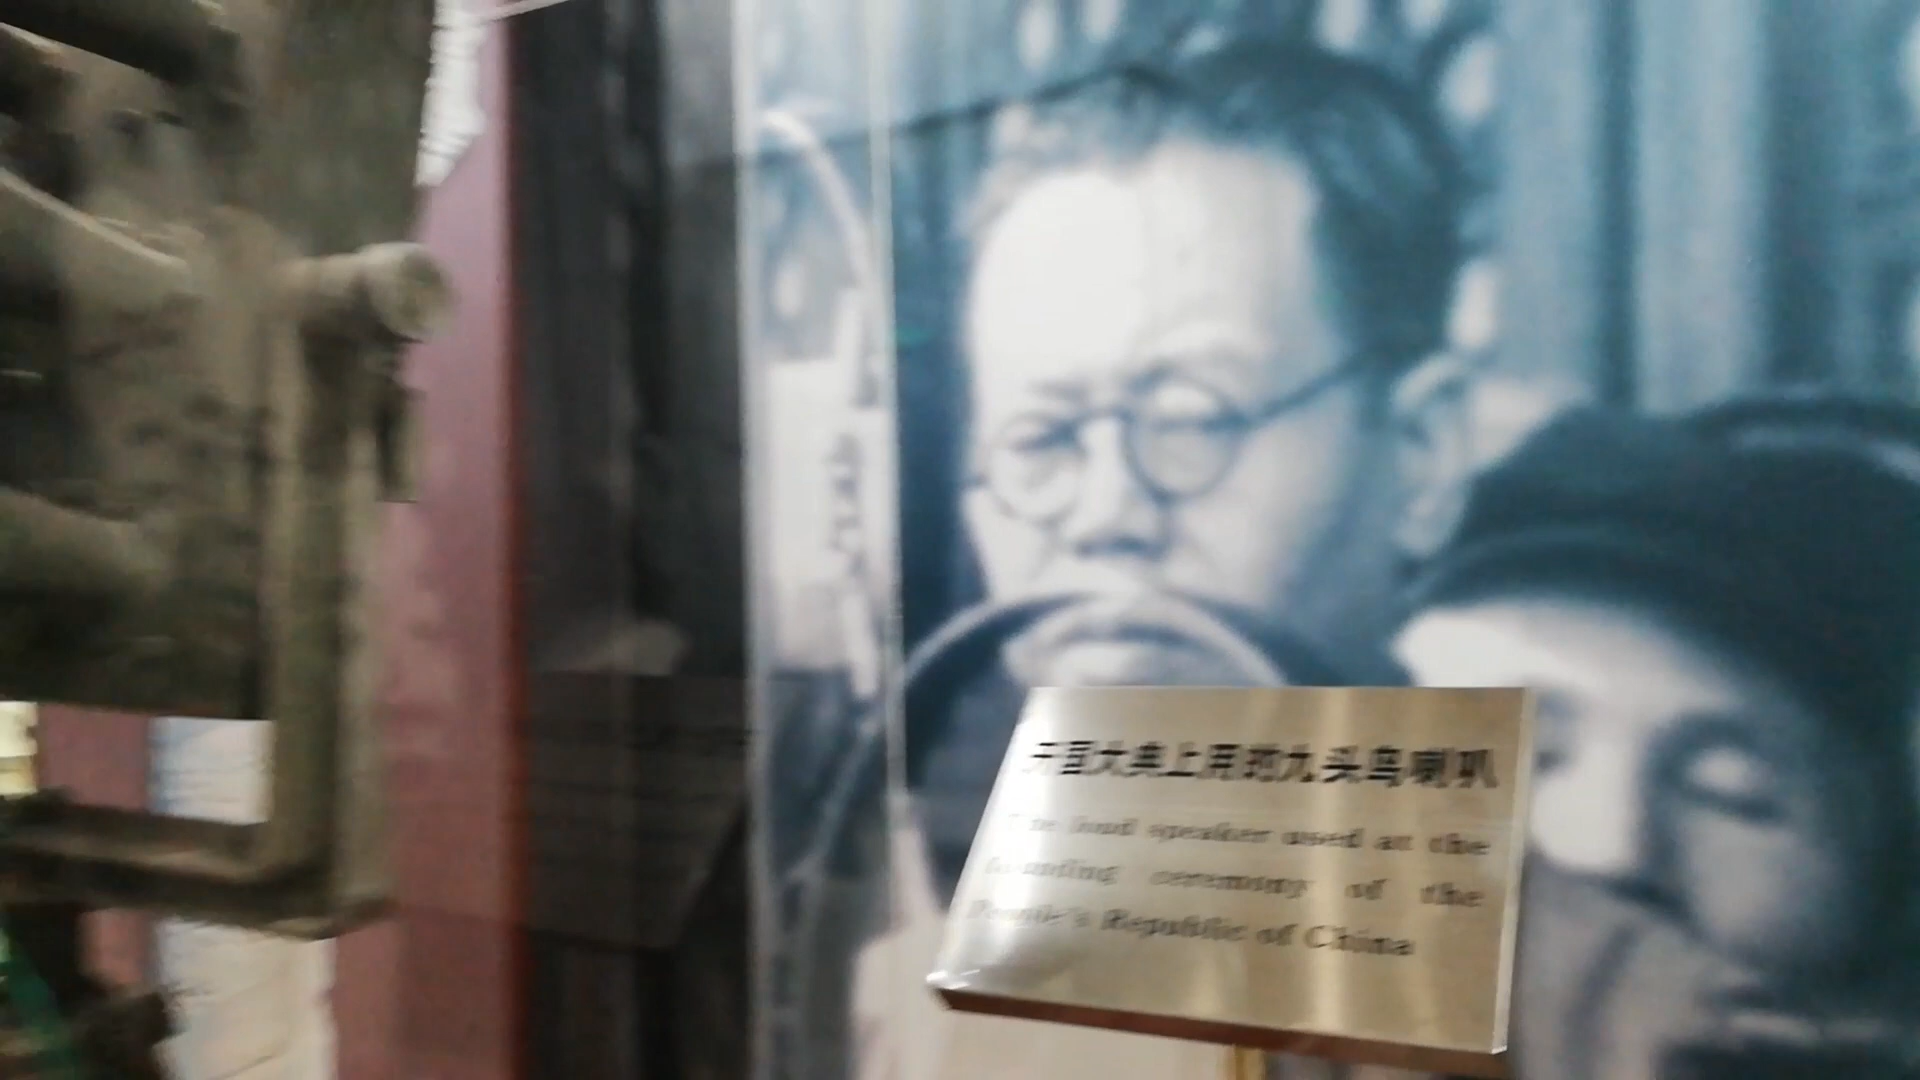 开国大典上用的九头鸟喇叭
The loud speaker used at the
founding ceremony of the
People's Republic of China